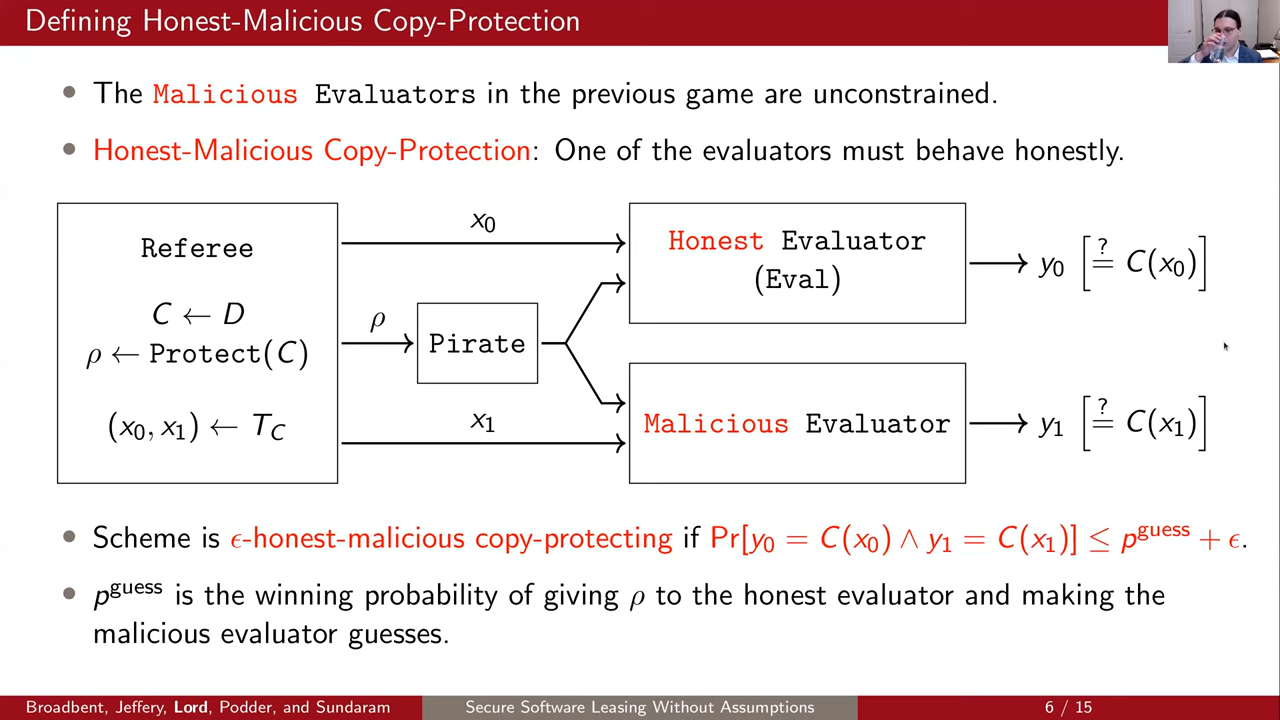 Defining Honest-Malicious Copy-Protection
• The Malicious Evaluators in the previous game are unconstrained.
• Honest-Malicious Copy-Protection: One of the evaluators must behave honestly.
Referee
C ← D
ρ ← Protect(C)
(x₀, x₁) ← T_C
x₀
ρ
x₁
Pirate
Honest Evaluator
(Eval)
Malicious Evaluator
y₀ [≟ C(x₀)]
y₁ [≟ C(x₁)]
• Scheme is ϵ-honest-malicious copy-protecting if Pr[y₀ = C(x₀) ∧ y₁ = C(x₁)] ≤ p^guess + ϵ.
• p^guess is the winning probability of giving ρ to the honest evaluator and making the
malicious evaluator guesses.
Broadbent, Jeffery, Lord, Podder, and Sundaram
Secure Software Leasing Without Assumptions
6 / 15